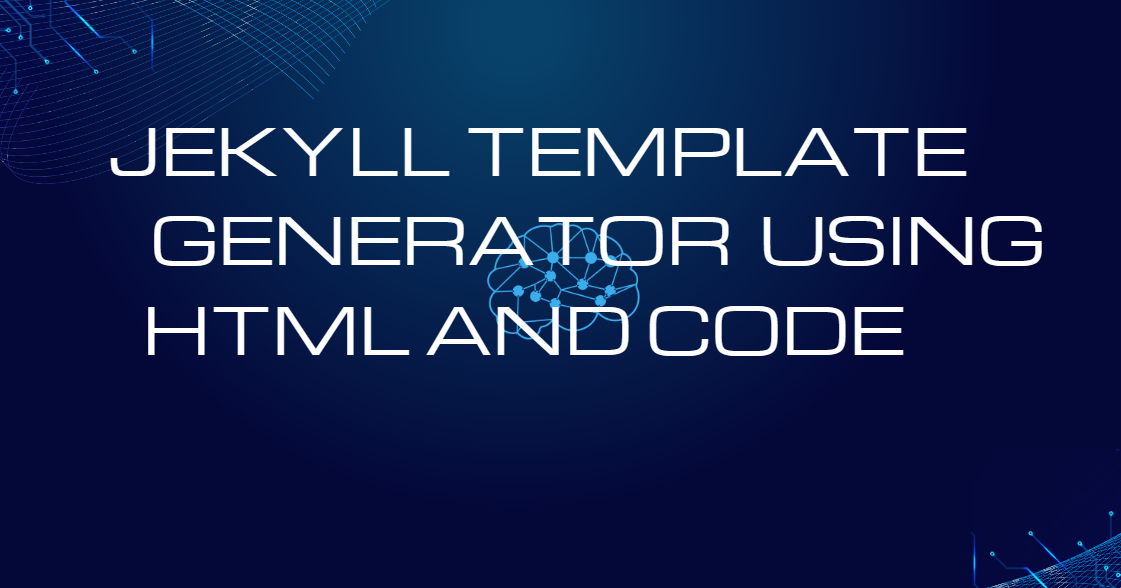 JEKYLL TEMPLATE
GENERATOR USING
HTML AND CODE